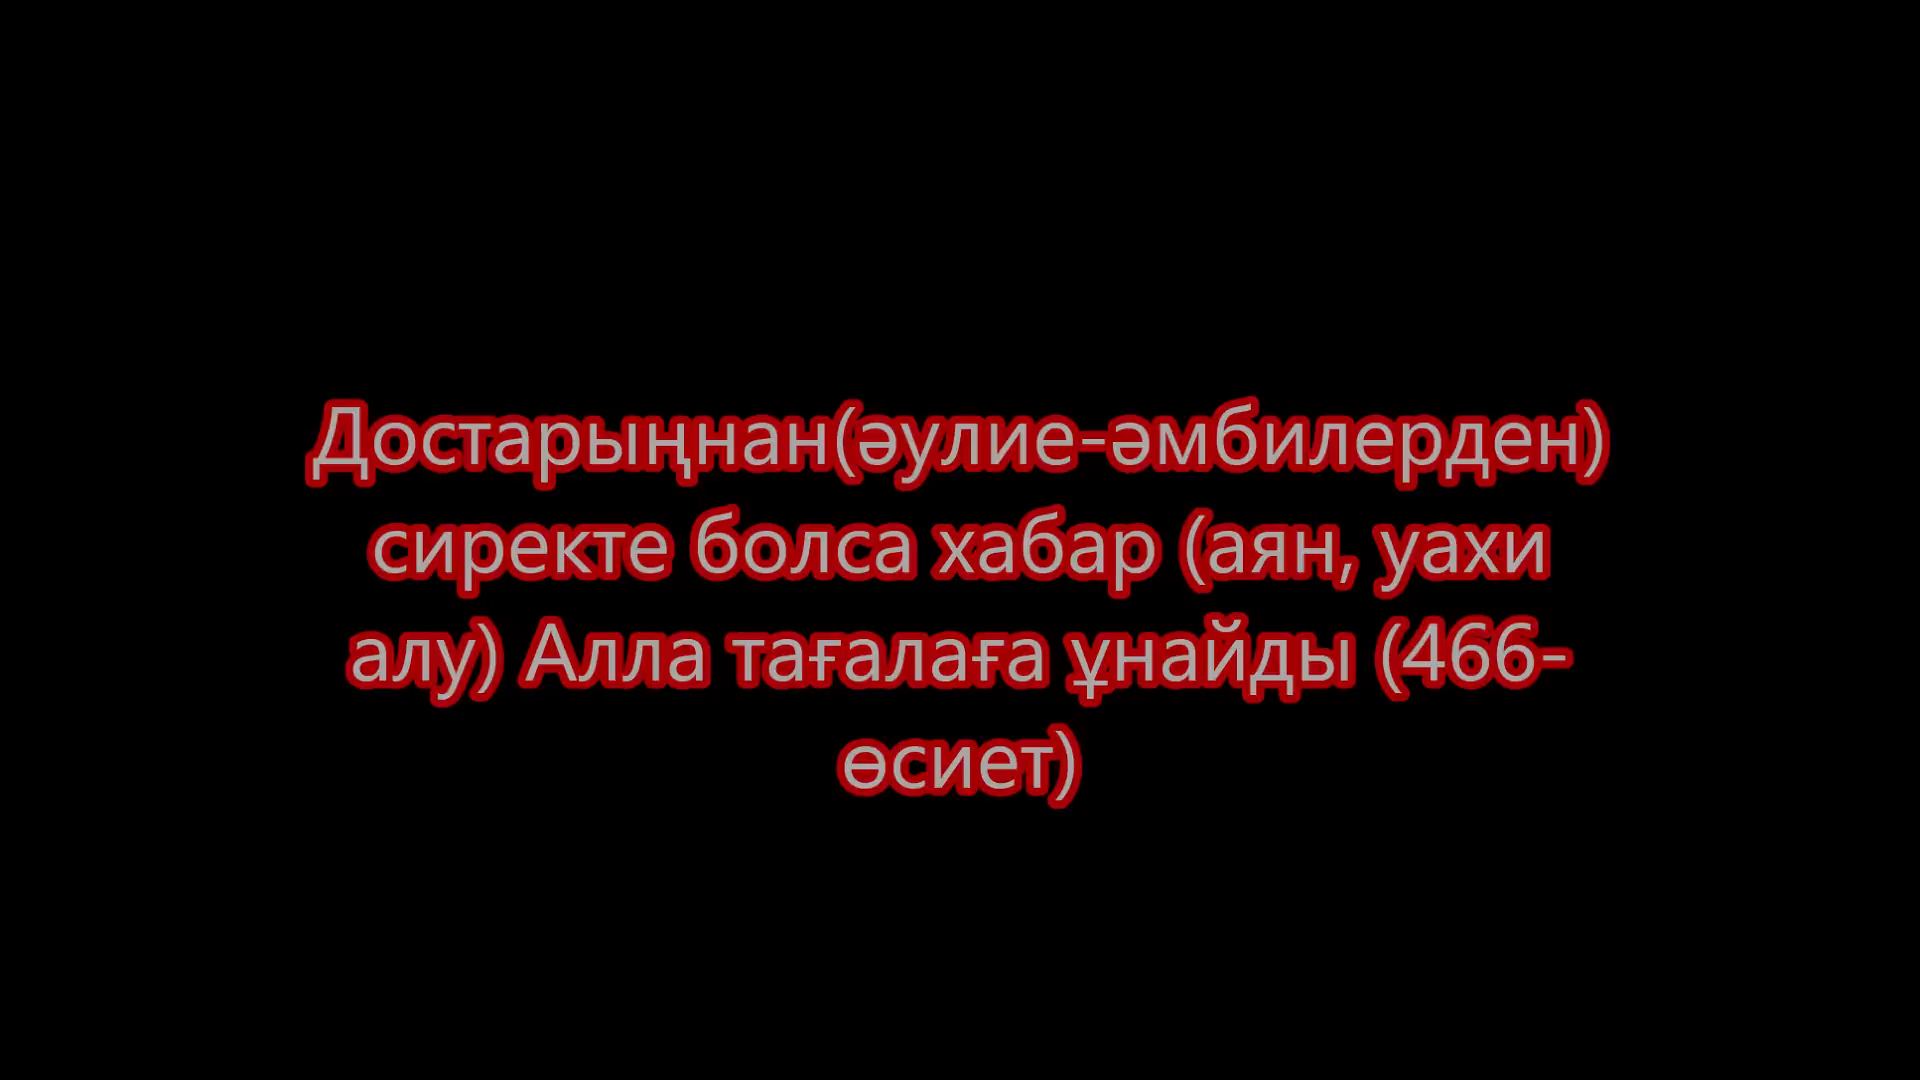 Достарыңнан(әулие-әмбилерден)
сиректе болса хабар (аян, уахи
алу) Алла тағалаға ұнайды (466-
өсиет)